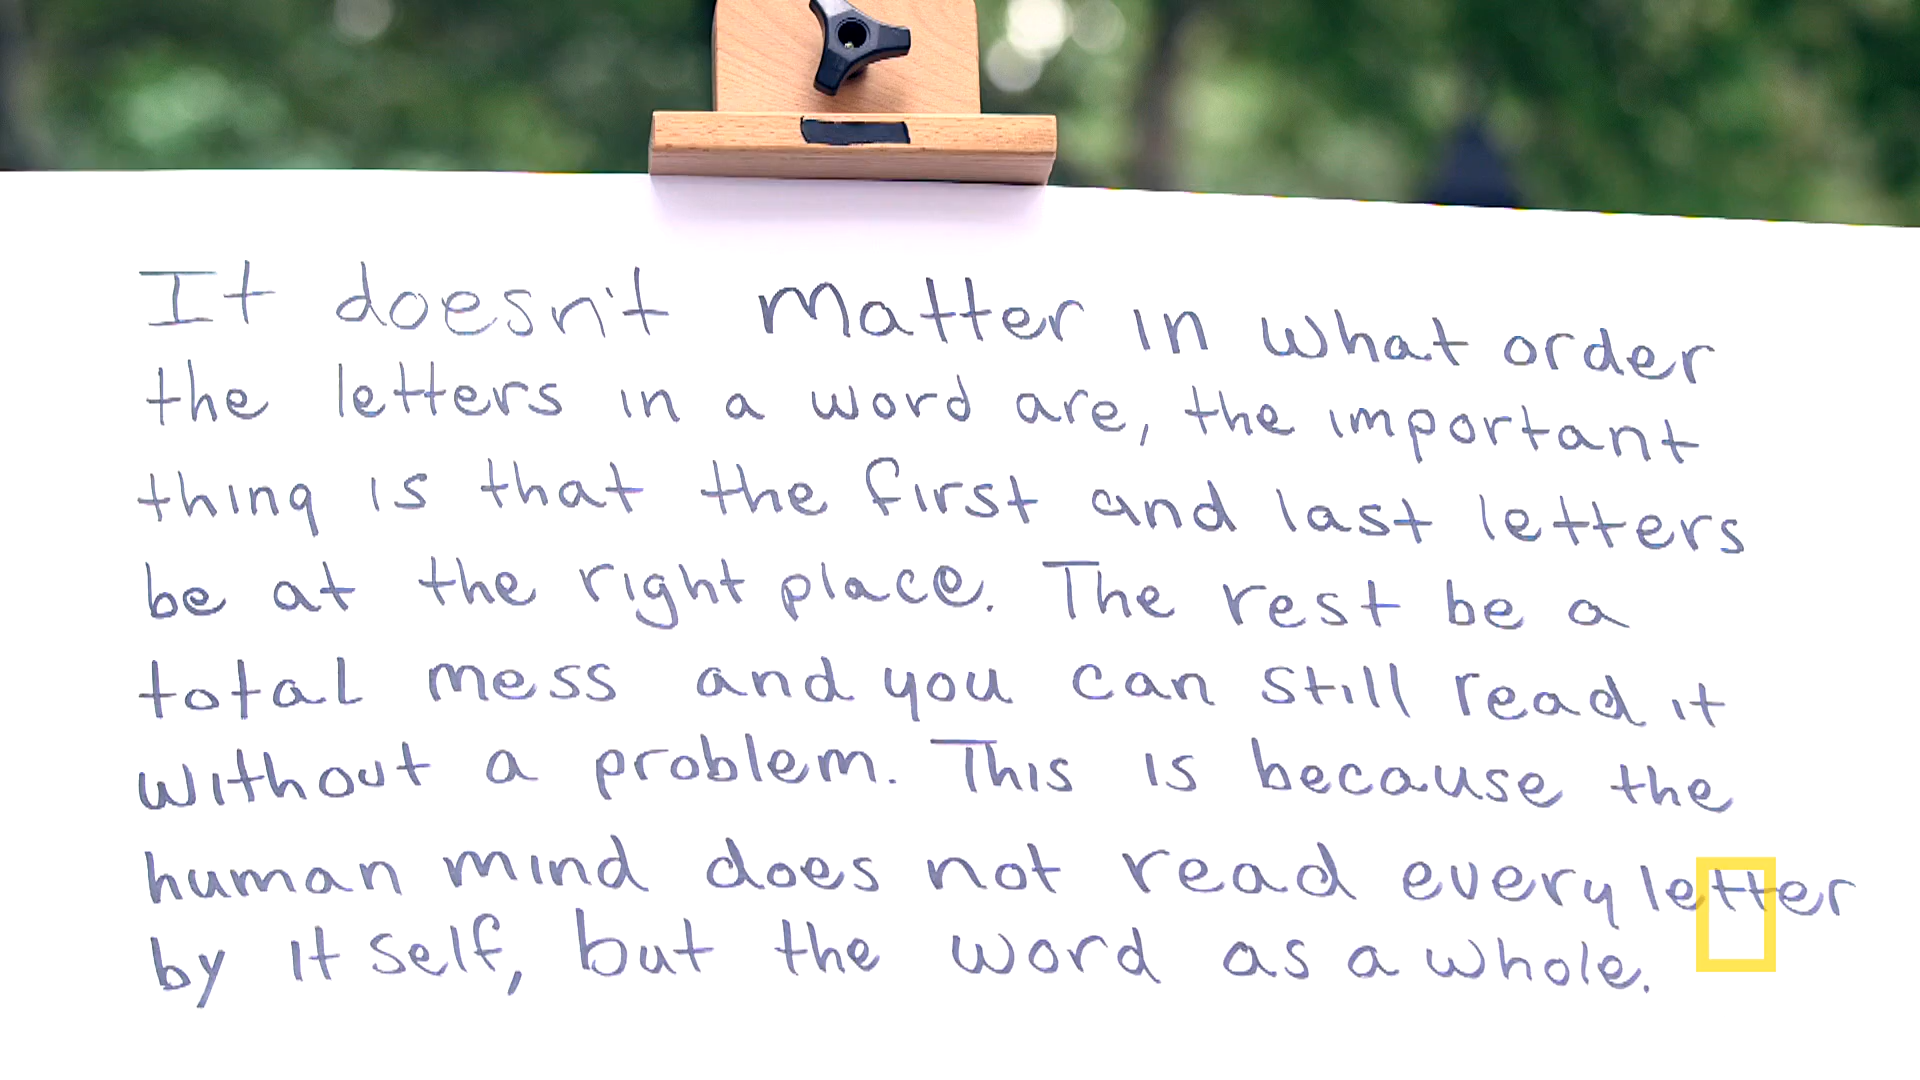 It doesn't matter in what order
the letters in a word are, the important
thing is that the first and last letters
be at the right place. The rest be a
total mess and you can still read it
without a problem. This is because the
human mind does not read every letter
by it self, but the word as a whole.